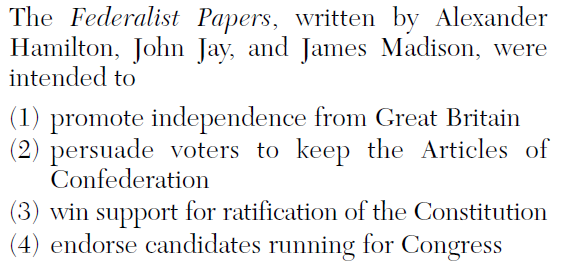 The Federalist Papers, written by Alexander
Hamilton, John Jay, and James Madison, were
intended to
(1) promote independence from Great Britain
(2) persuade voters to keep the Articles of
Confederation
(3) win support for ratification of the Constitution
(4) endorse candidates running for Congress